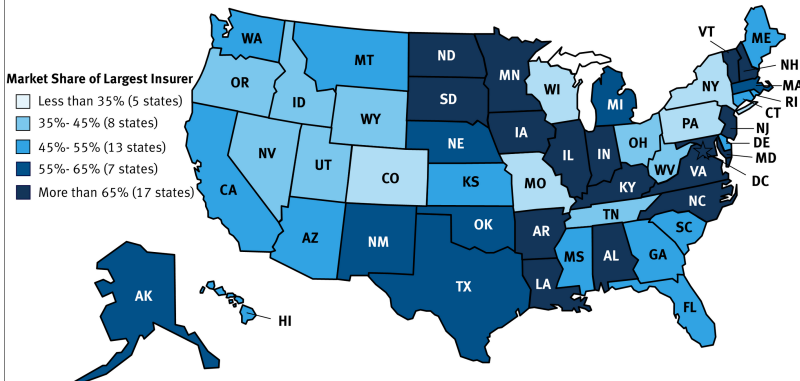 Market Share of Largest Insurer
Less than 35% (5 states)
35%- 45% (8 states)
45%- 55% (13 states)
55%- 65% (7 states)
More than 65% (17 states)
WA
OR
ID
MT
WY
NV
UT
CA
AZ
CO
NM
ND
SD
NE
KS
OK
TX
MN
IA
MO
AR
LA
WI
IL
IN
MI
OH
KY
TN
MS
AL
GA
FL
SC
NC
VA
WV
PA
NY
VT
ME
NH
MA
RI
CT
NJ
DE
MD
DC
AK
HI